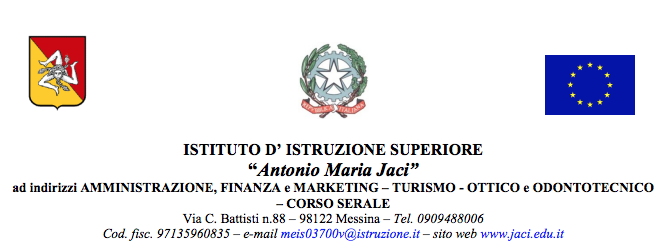 ISTITUTO D’ ISTRUZIONE SUPERIORE
“Antonio Maria Jaci”
ad indirizzi AMMINISTRAZIONE, FINANZA e MARKETING – TURISMO - OTTICO e ODONTOTECNICO
– CORSO SERALE
Via C. Battisti n.88 – 98122 Messina – Tel. 0909488006
Cod. fisc. 97135960835 – e-mail meis03700v@istruzione.it – sito web www.jaci.edu.it